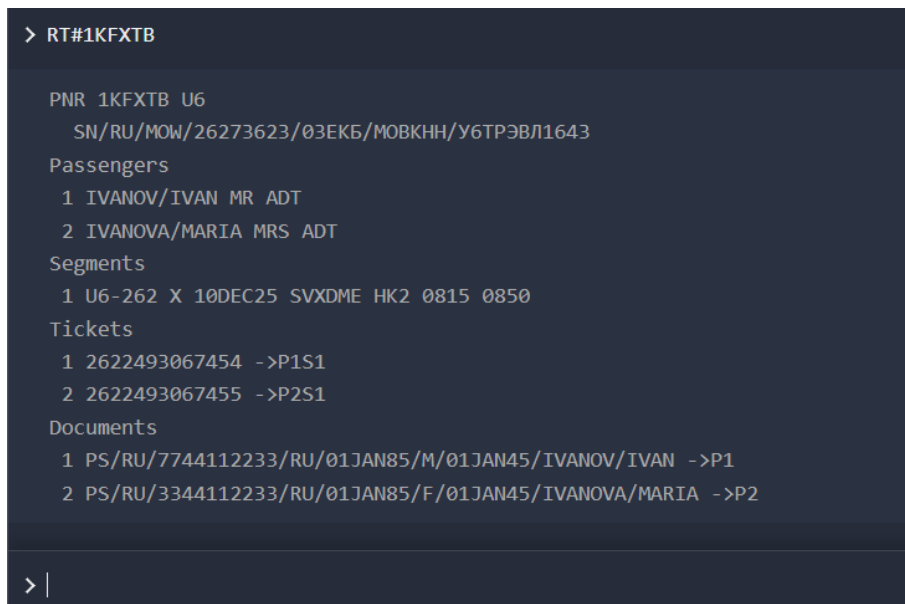 > RT#1KFXTB
PNR 1KFXTB U6
SN/RU/MOW/26273623/03ЕКБ/МОВКНН/У6ТРЭВЛ1643
Passengers
1 IVANOV/IVAN MR ADT
2 IVANOVA/MARIA MRS ADT
Segments
1 U6-262 X 10DEC25 SVXDME HK2 0815 0850
Tickets
1 2622493067454 ->P1S1
2 2622493067455 ->P2S1
Documents
1 PS/RU/7744112233/RU/01JAN85/M/01JAN45/IVANOV/IVAN ->P1
2 PS/RU/3344112233/RU/01JAN85/F/01JAN45/IVANOVA/MARIA ->P2
>